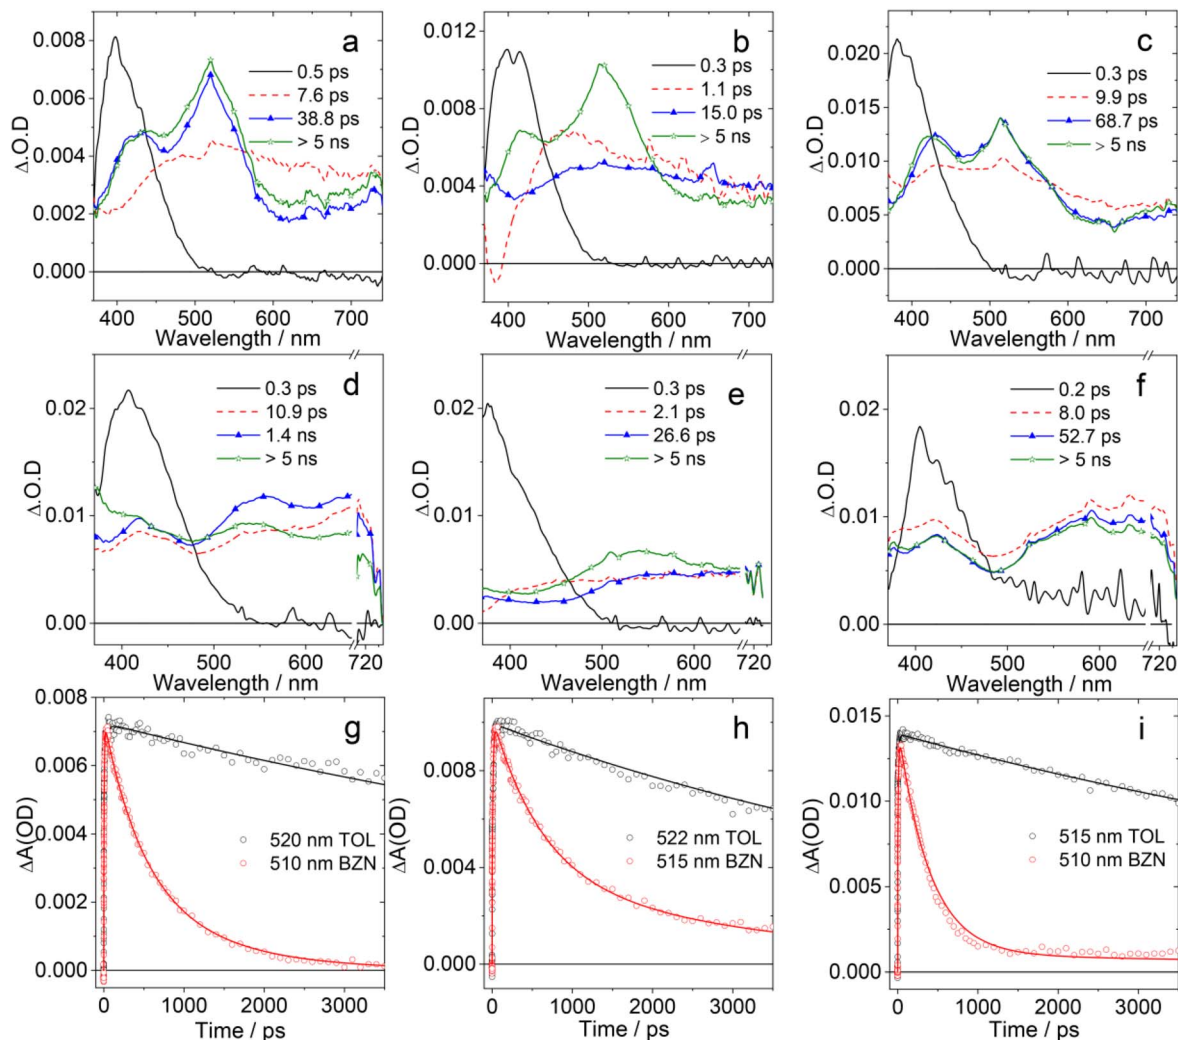 a
0.5 ps
7.6 ps
38.8 ps
> 5 ns
Δ.O.D
0.008
0.006
0.004
0.002
0.000
400 500 600 700
Wavelength / nm
b
0.3 ps
1.1 ps
15.0 ps
> 5 ns
Δ.O.D
0.012
0.008
0.004
0.000
400 500 600 700
Wavelength / nm
c
0.3 ps
9.9 ps
68.7 ps
> 5 ns
Δ.O.D
0.020
0.015
0.010
0.005
0.000
400 500 600 700
Wavelength / nm
d
0.3 ps
10.9 ps
1.4 ns
> 5 ns
Δ.O.D
0.02
0.01
0.00
400 500 600 720
Wavelength / nm
e
0.3 ps
2.1 ps
26.6 ps
> 5 ns
Δ.O.D
0.02
0.01
0.00
400 500 600 720
Wavelength / nm
f
0.2 ps
8.0 ps
52.7 ps
> 5 ns
Δ.O.D
0.02
0.01
0.00
400 500 600 720
Wavelength / nm
g
520 nm TOL
510 nm BZN
ΔA(OD)
0.008
0.006
0.004
0.002
0.000
0 1000 2000 3000
Time / ps
h
522 nm TOL
515 nm BZN
ΔA(OD)
0.008
0.004
0.000
0 1000 2000 3000
Time / ps
i
515 nm TOL
510 nm BZN
ΔA(OD)
0.015
0.010
0.005
0.000
0 1000 2000 3000
Time / ps